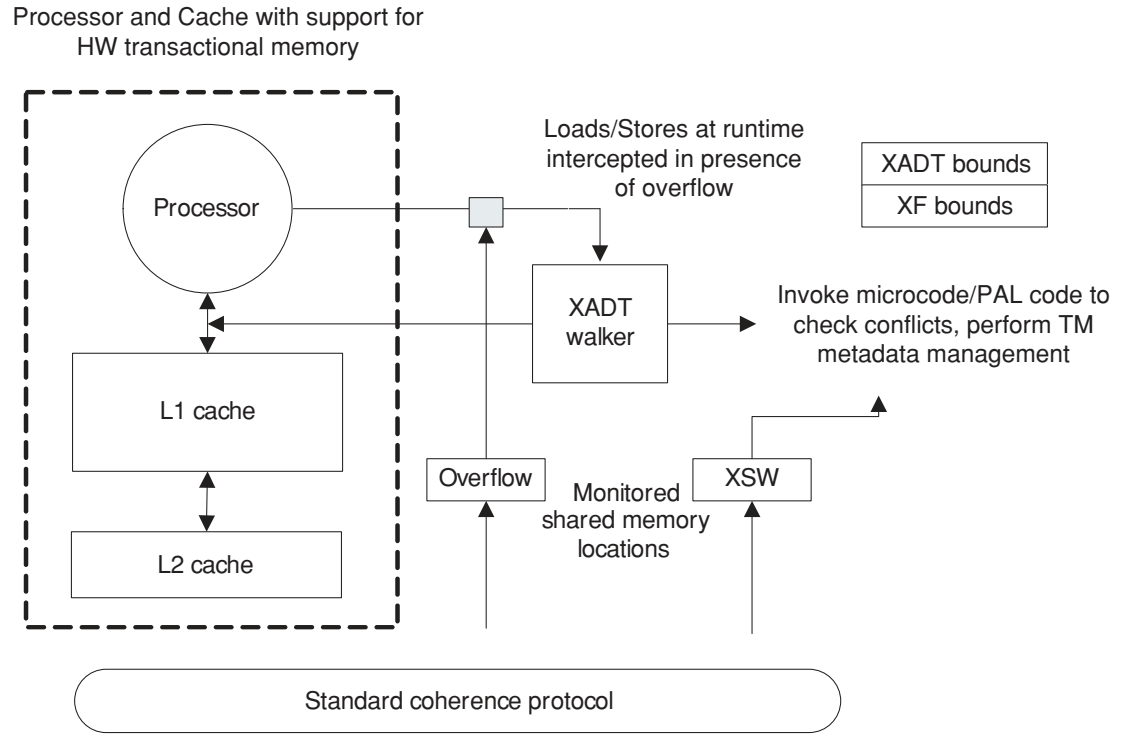 Processor and Cache with support for
HW transactional memory
Loads/Stores at runtime
intercepted in presence
of overflow
XADT bounds
XF bounds
Processor
XADT
walker
Invoke microcode/PAL code to
check conflicts, perform TM
metadata management
L1 cache
Overflow
Monitored
shared memory
locations
XSW
L2 cache
Standard coherence protocol